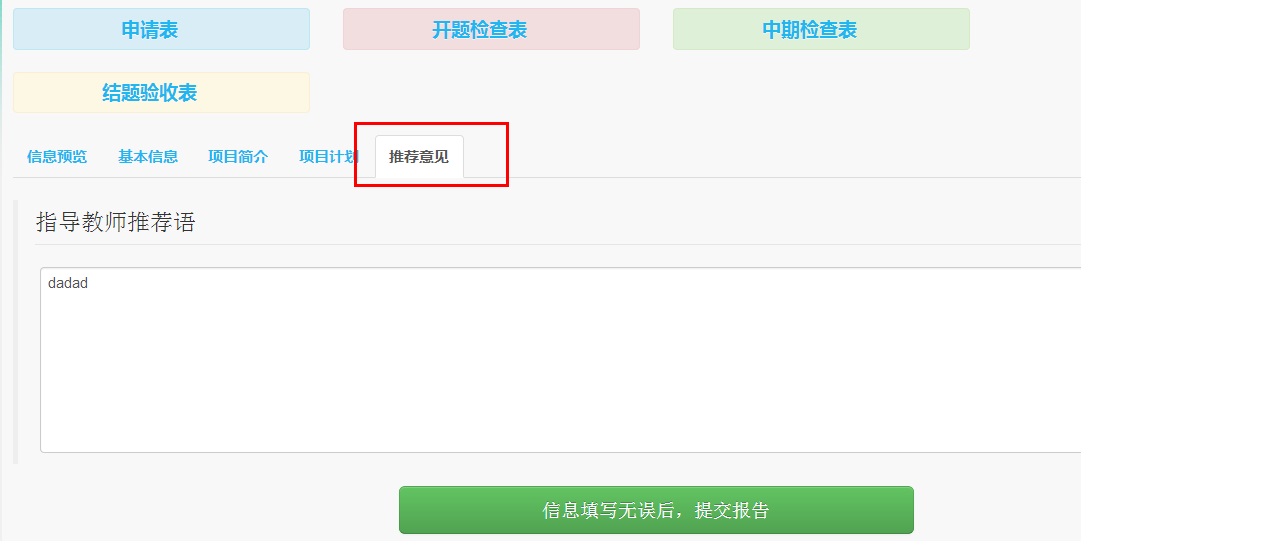 申请表
开题检查表
中期检查表
结题验收表
信息预览
基本信息
项目简介
项目计划
推荐意见
指导教师推荐语
dadad
信息填写无误后，提交报告